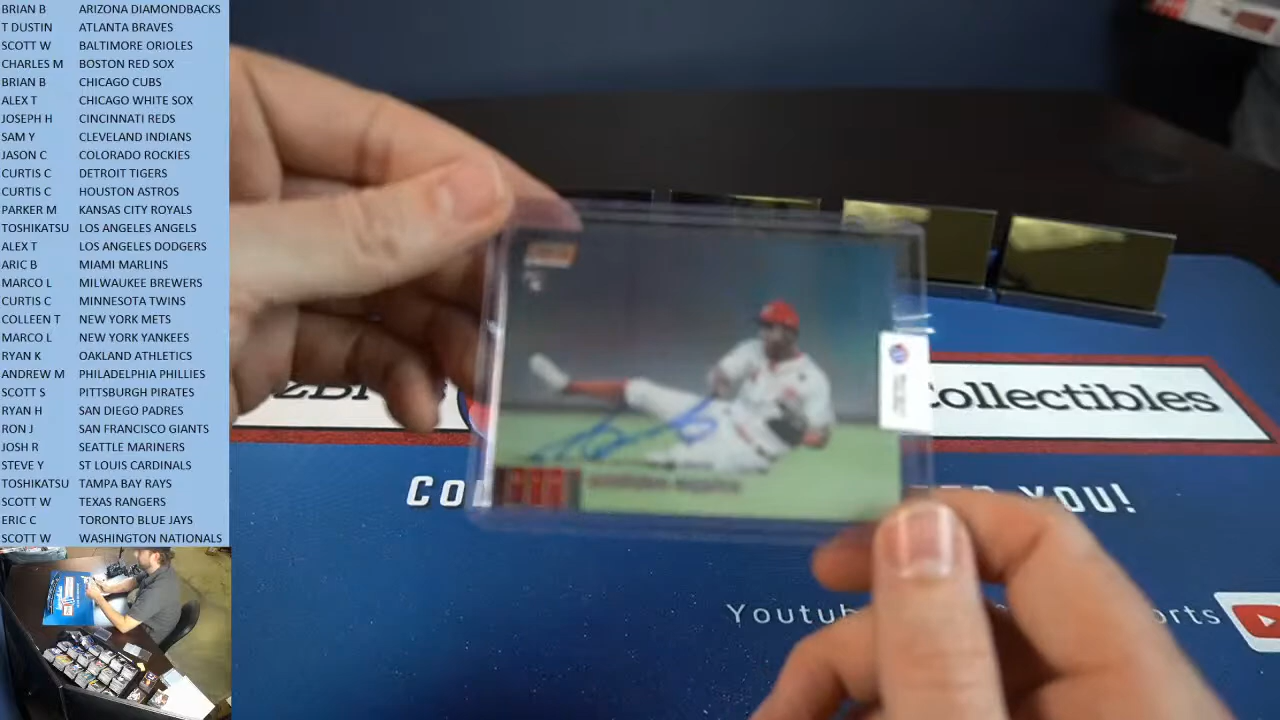 BRIAN B ARIZONA DIAMONDBACKS
T DUSTIN ATLANTA BRAVES
SCOTT W BALTIMORE ORIOLES
CHARLES M BOSTON RED SOX
BRIAN B CHICAGO CUBS
ALEX T CHICAGO WHITE SOX
JOSEPH H CINCINNATI REDS
SAM Y CLEVELAND INDIANS
JASON C COLORADO ROCKIES
CURTIS C DETROIT TIGERS
CURTIS C HOUSTON ASTROS
PARKER M KANSAS CITY ROYALS
TOSHIKATSU LOS ANGELES ANGELS
ALEX T LOS ANGELES DODGERS
ARIC B MIAMI MARLINS
MARCO L MILWAUKEE BREWERS
CURTIS C MINNESOTA TWINS
COLLEEN T NEW YORK METS
MARCO L NEW YORK YANKEES
RYAN K OAKLAND ATHLETICS
ANDREW M PHILADELPHIA PHILLIES
SCOTT S PITTSBURGH PIRATES
RYAN H SAN DIEGO PADRES
RON J SAN FRANCISCO GIANTS
JOSH R SEATTLE MARINERS
STEVE Y ST LOUIS CARDINALS
TOSHIKATSU TAMPA BAY RAYS
SCOTT W TEXAS RANGERS
ERIC C TORONTO BLUE JAYS
SCOTT W WASHINGTON NATIONALS
Collectibles
YOU!